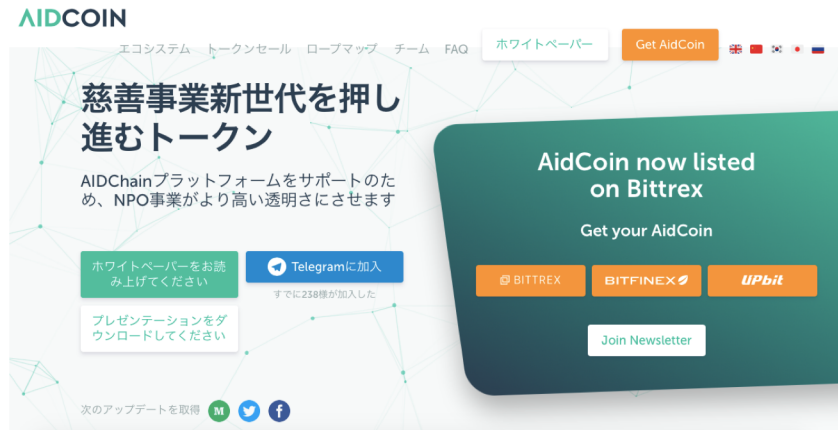 AIDCOIN
エコシステム トークンセール ロープマップ チーム FAQ ホワイトペーパー Get AidCoin
慈善事業新世代を押し
進むトークン
AIDChainプラットフォームをサポートのた
め、NPO事業がより高い透明さにさせます
ホワイトペーパーをお読
み上げてください
Telegramに加入
すでに238様が加入した
プレゼンテーションをダ
ウンロードしてください
次のアップデートを取得
AidCoin now listed
on Bittrex
Get your AidCoin
BITTREX BITFINEX UPbit
Join Newsletter